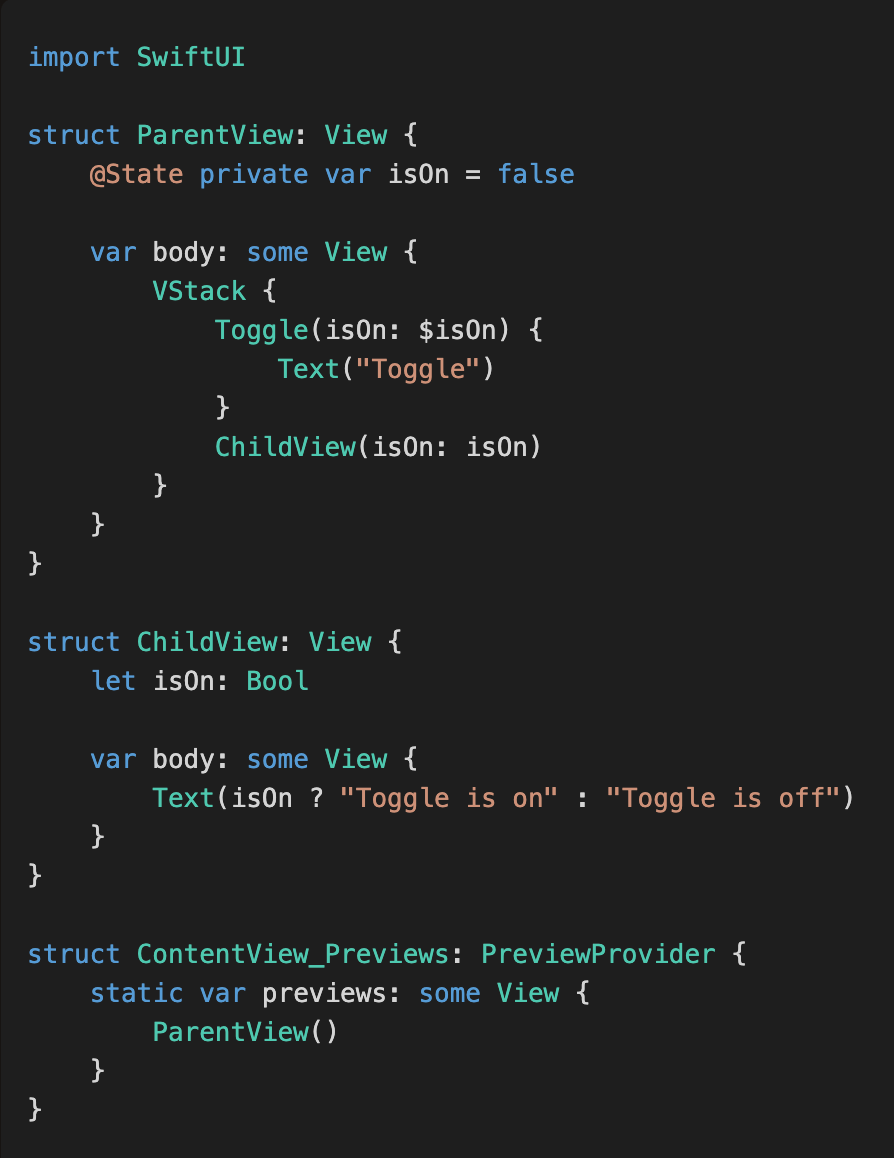 import SwiftUI
struct ParentView: View {
    @State private var isOn = false
    var body: some View {
        VStack {
            Toggle(isOn: $isOn) {
                Text("Toggle")
            }
            ChildView(isOn: isOn)
        }
    }
}
struct ChildView: View {
    let isOn: Bool
    var body: some View {
        Text(isOn ? "Toggle is on" : "Toggle is off")
    }
}
struct ContentView_Previews: PreviewProvider {
    static var previews: some View {
        ParentView()
    }
}